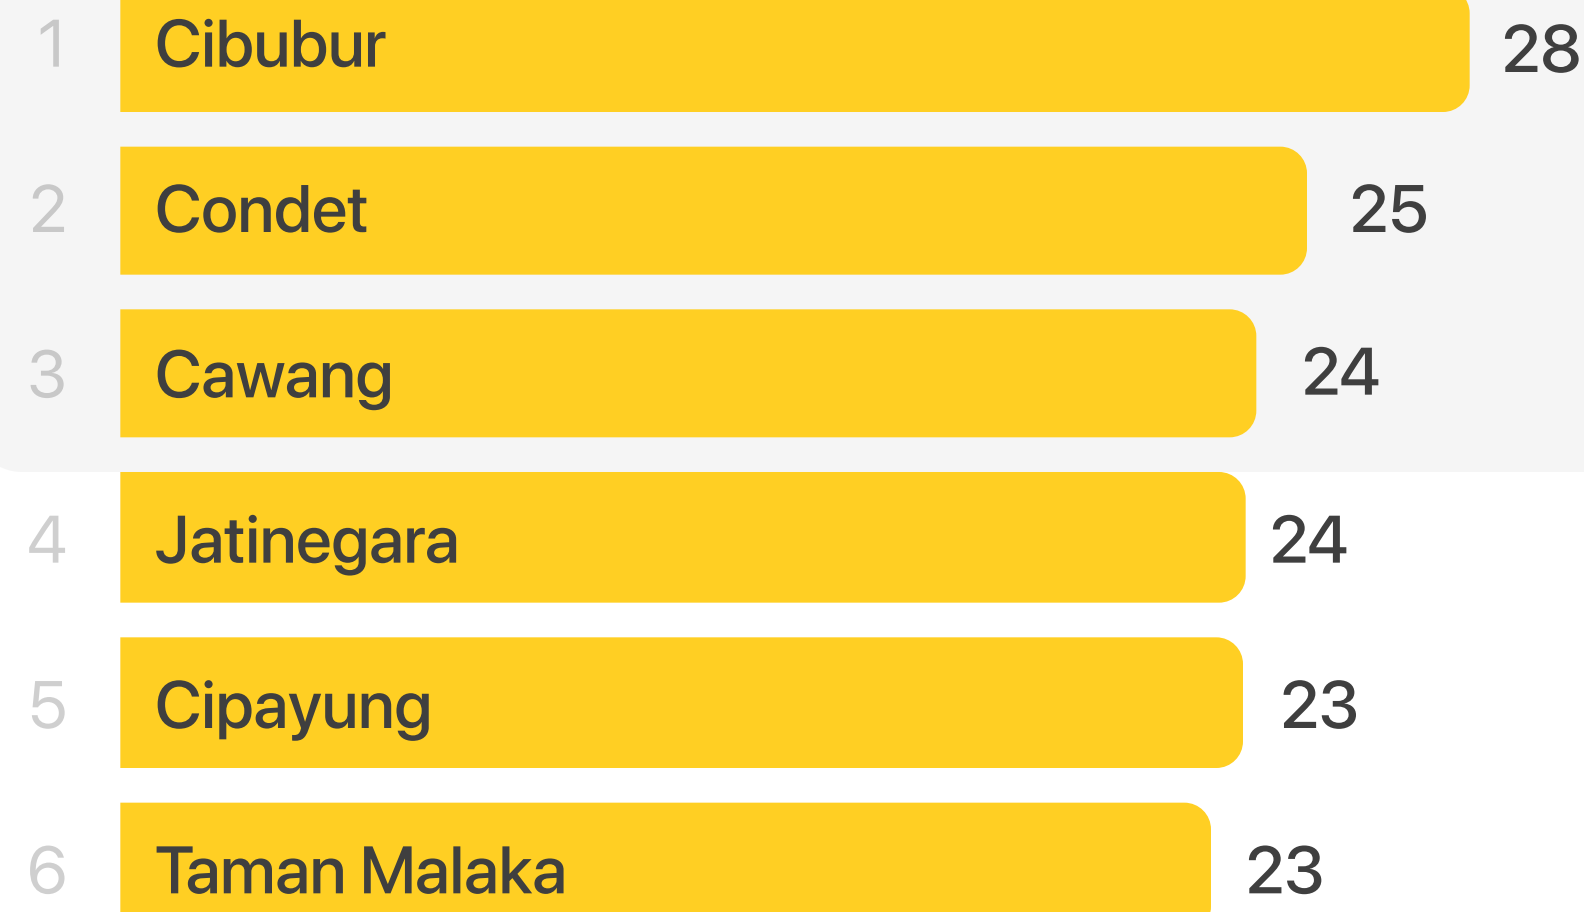 1 Cibubur 28
2 Condet 25
3 Cawang 24
4 Jatinegara 24
5 Cipayung 23
6 Taman Malaka 23